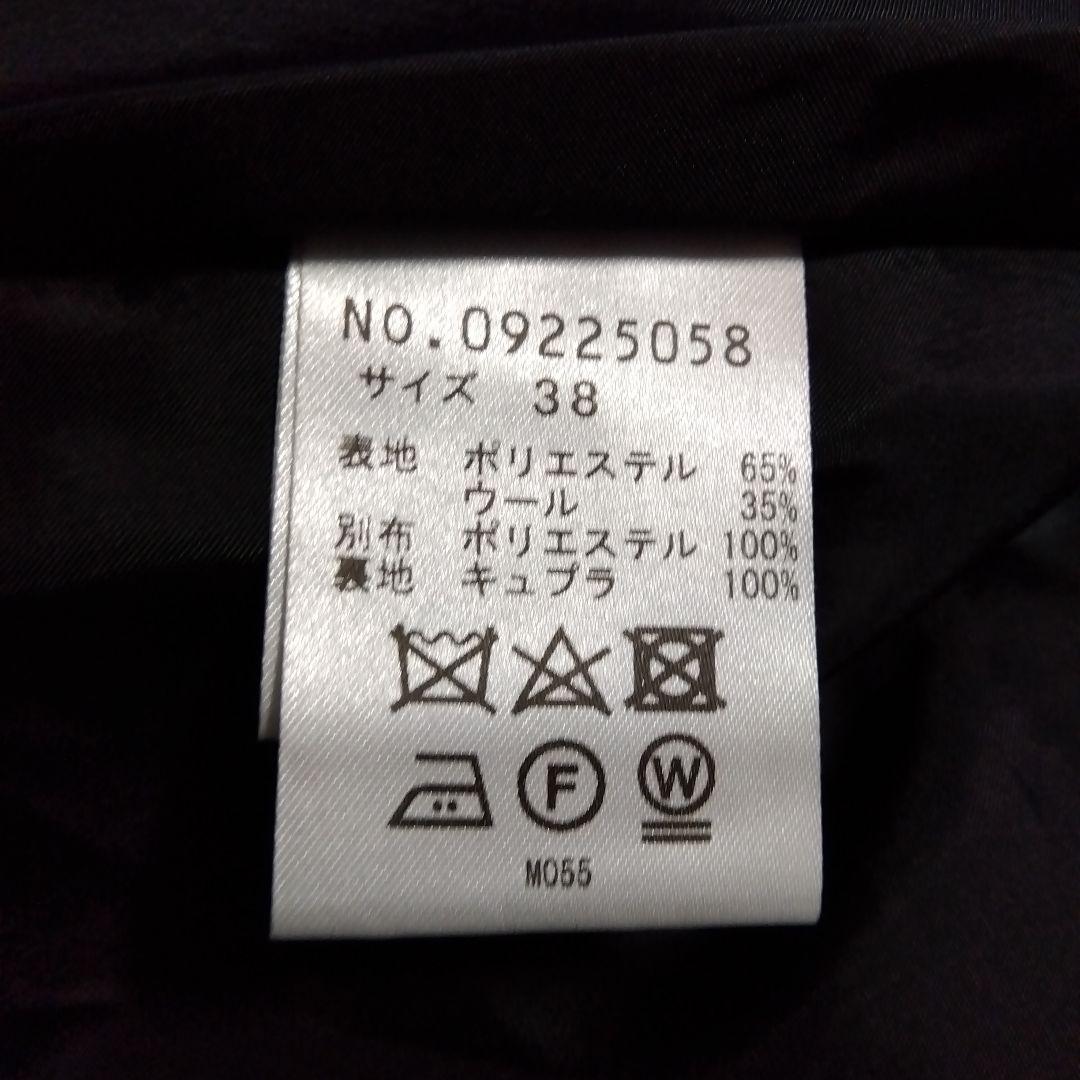 NO.09225058
サイズ 38
表地 ポリエステル 65%
ウール 35%
別布 ポリエステル 100%
裏地 キュプラ 100%
F W
M055